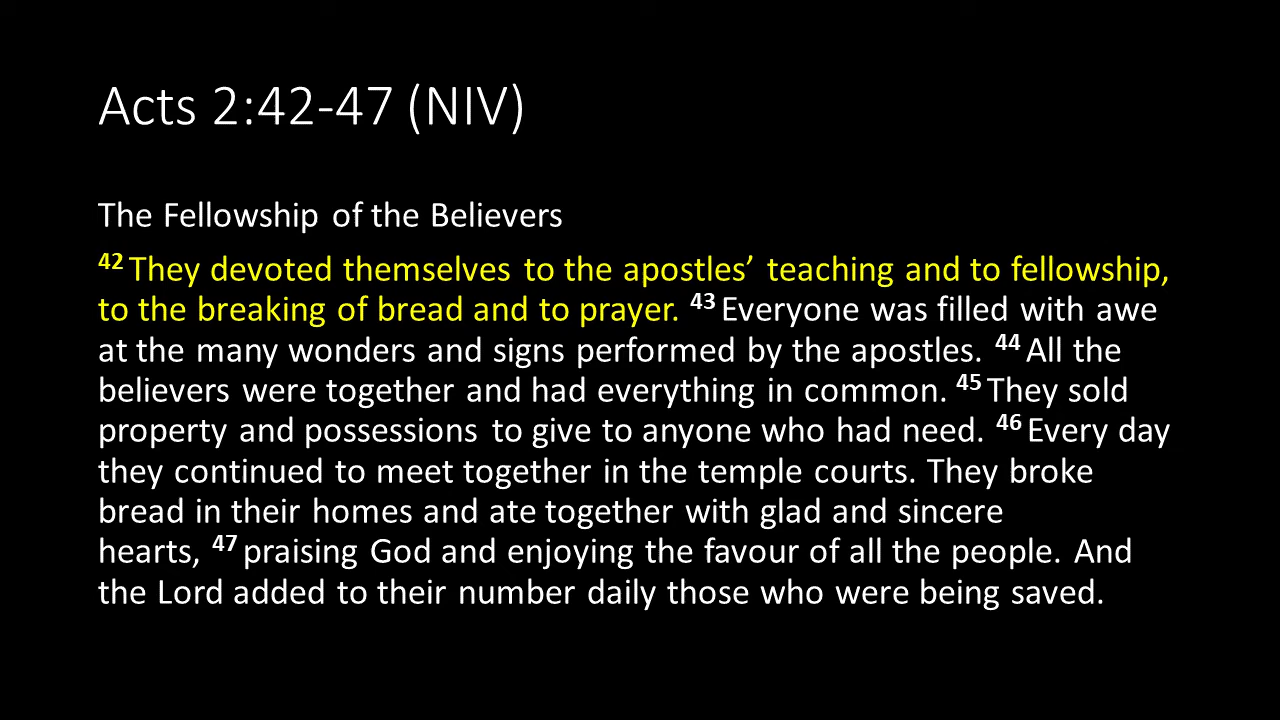 Acts 2:42-47 (NIV)
The Fellowship of the Believers
42 They devoted themselves to the apostles’ teaching and to fellowship,
to the breaking of bread and to prayer. 43 Everyone was filled with awe
at the many wonders and signs performed by the apostles. 44 All the
believers were together and had everything in common. 45 They sold
property and possessions to give to anyone who had need. 46 Every day
they continued to meet together in the temple courts. They broke
bread in their homes and ate together with glad and sincere
hearts, 47 praising God and enjoying the favour of all the people. And
the Lord added to their number daily those who were being saved.